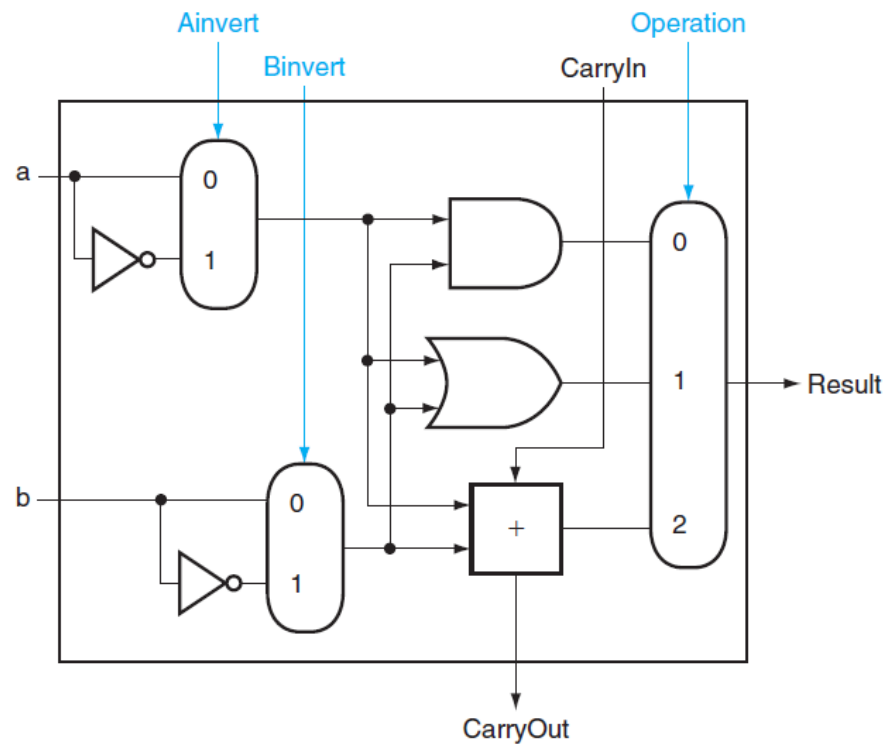 Ainvert
Operation
Binvert
CarryIn
a
0
0
1
1
Result
b
0
+
2
1
CarryOut